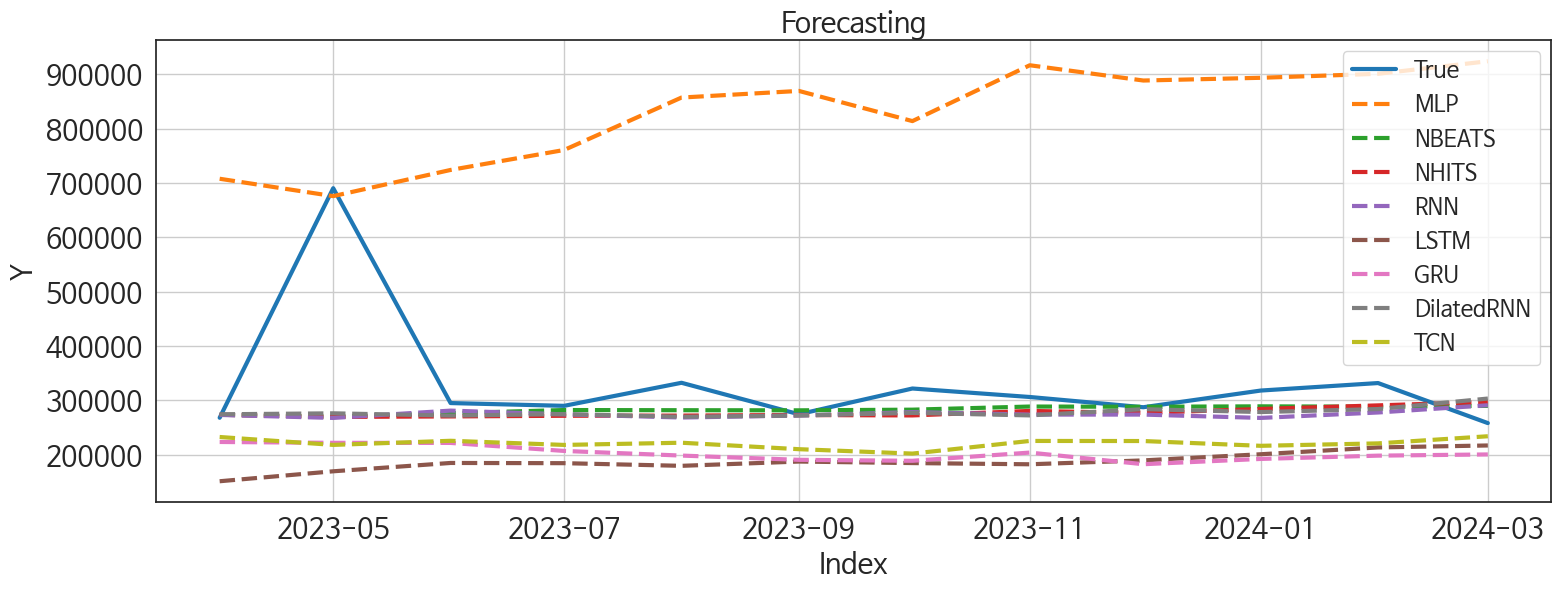 Forecasting
900000
800000
700000
600000
500000
400000
300000
200000
Y
2023-05
2023-07
2023-09
2023-11
2024-01
2024-03
Index
True
MLP
NBEATS
NHITS
RNN
LSTM
GRU
DilatedRNN
TCN